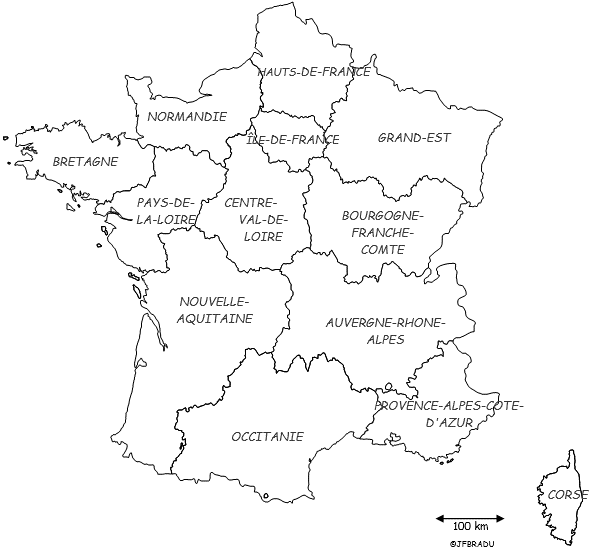 HAUTS-DE-FRANCE
NORMANDIE
ÎLE-DE-FRANCE
GRAND-EST
BRETAGNE
PAYS-DE-
LA-LOIRE
CENTRE-
VAL-DE-
LOIRE
BOURGOGNE-
FRANCHE-
COMTE
NOUVELLE-
AQUITAINE
AUVERGNE-RHONE-
ALPES
PROVENCE-ALPES-COTE-
D'AZUR
OCCITANIE
CORSE
100 km
©JFBRADU